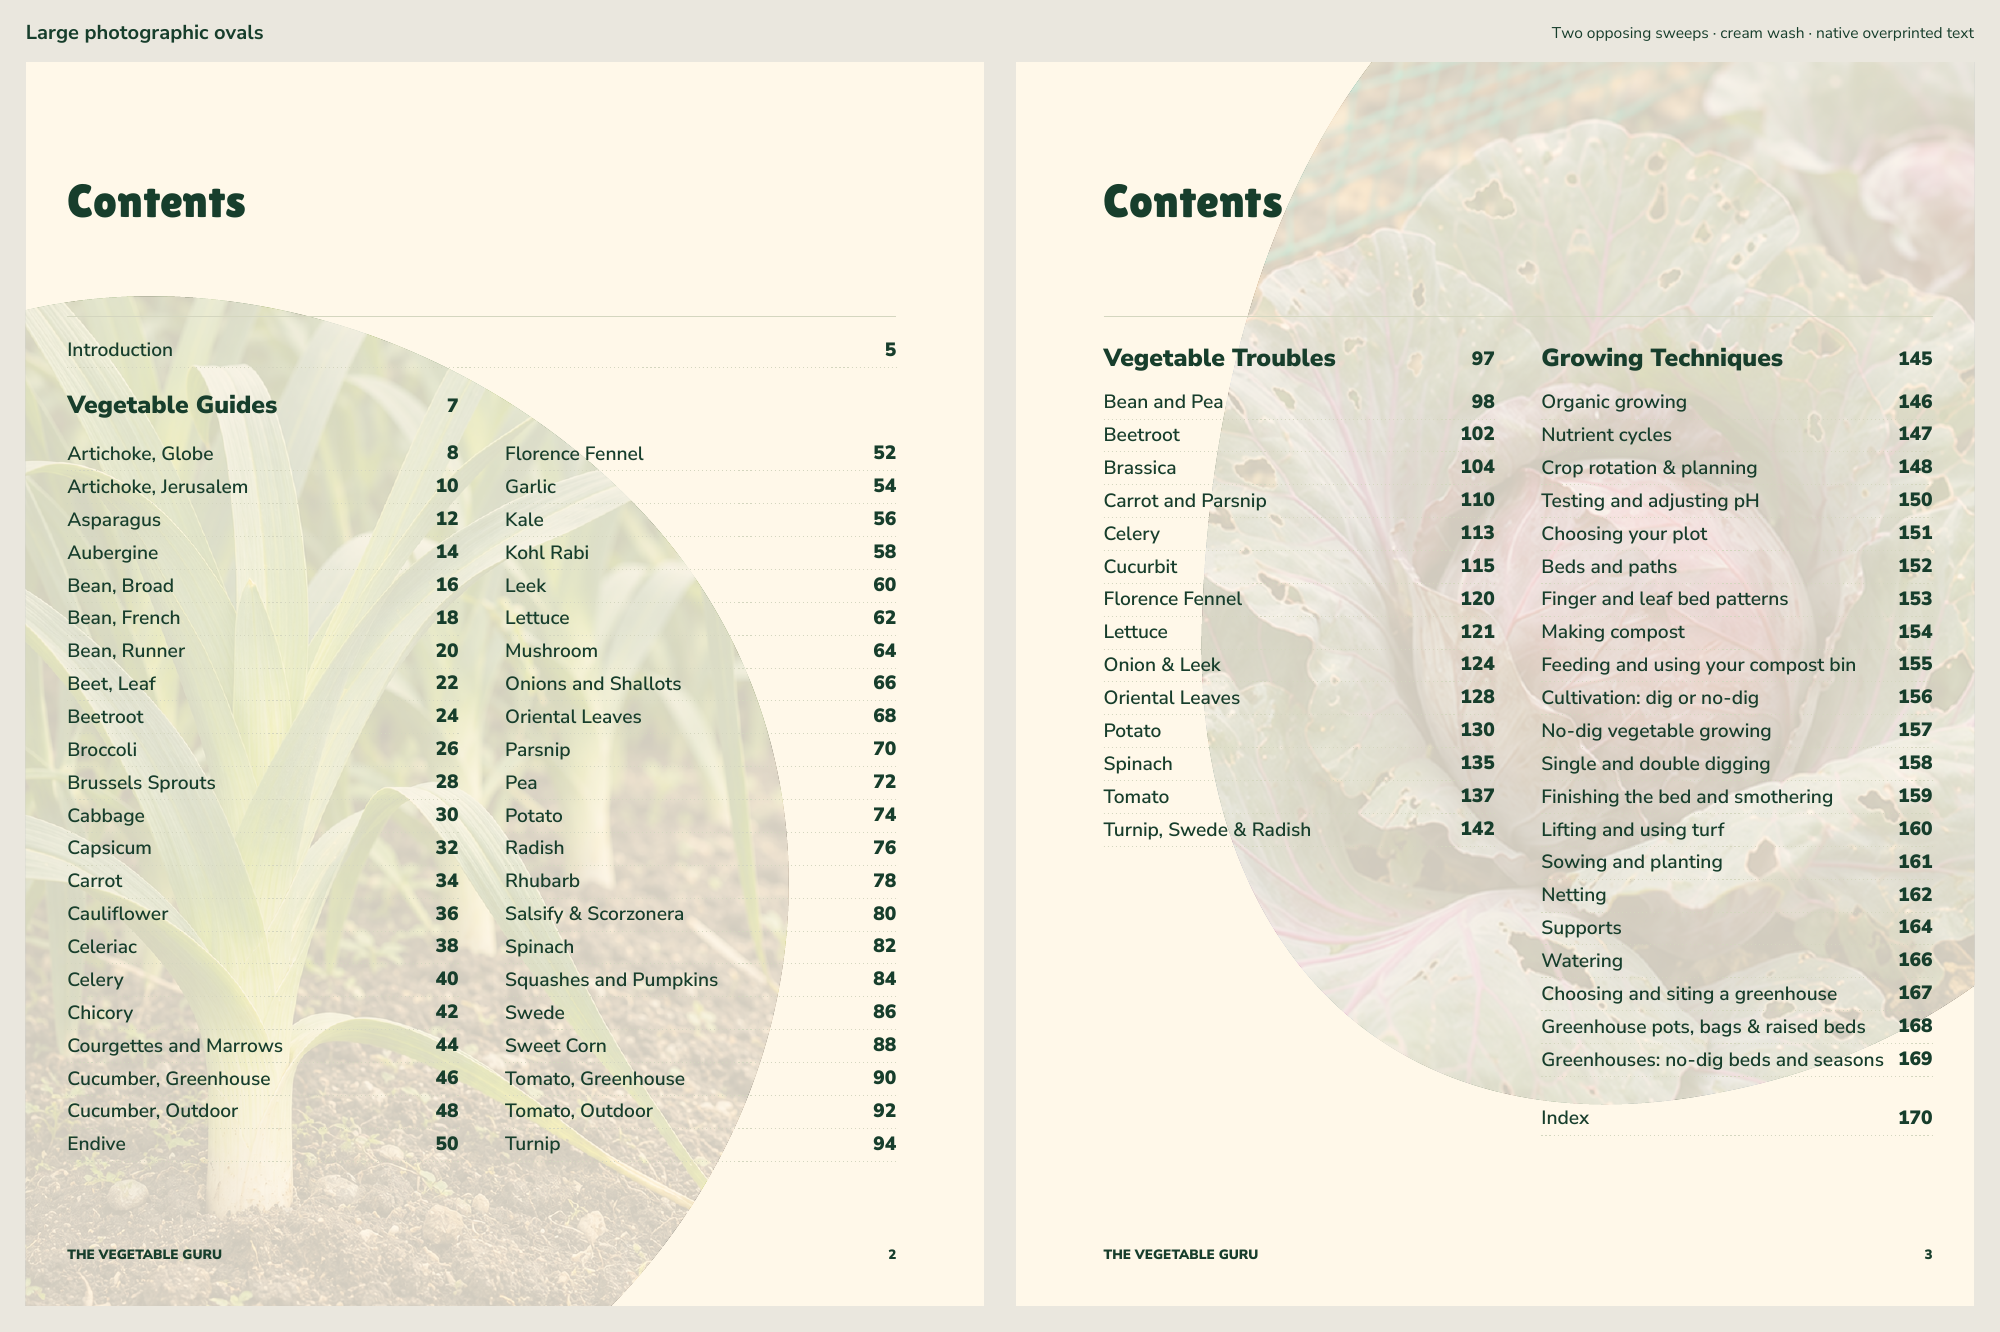 Large photographic ovals
Two opposing sweeps · cream wash · native overprinted text
Contents
Introduction 5
Vegetable Guides 7
Artichoke, Globe 8
Artichoke, Jerusalem 10
Asparagus 12
Aubergine 14
Bean, Broad 16
Bean, French 18
Bean, Runner 20
Beet, Leaf 22
Beetroot 24
Broccoli 26
Brussels Sprouts 28
Cabbage 30
Capsicum 32
Carrot 34
Cauliflower 36
Celeriac 38
Celery 40
Chicory 42
Courgettes and Marrows 44
Cucumber, Greenhouse 46
Cucumber, Outdoor 48
Endive 50
Florence Fennel 52
Garlic 54
Kale 56
Kohl Rabi 58
Leek 60
Lettuce 62
Mushroom 64
Onions and Shallots 66
Oriental Leaves 68
Parsnip 70
Pea 72
Potato 74
Radish 76
Rhubarb 78
Salsify & Scorzonera 80
Spinach 82
Squashes and Pumpkins 84
Swede 86
Sweet Corn 88
Tomato, Greenhouse 90
Tomato, Outdoor 92
Turnip 94
THE VEGETABLE GURU 2
Contents
Vegetable Troubles 97
Bean and Pea 98
Beetroot 102
Brassica 104
Carrot and Parsnip 110
Celery 113
Cucurbit 115
Florence Fennel 120
Lettuce 121
Onion & Leek 124
Oriental Leaves 128
Potato 130
Spinach 135
Tomato 137
Turnip, Swede & Radish 142
Growing Techniques 145
Organic growing 146
Nutrient cycles 147
Crop rotation & planning 148
Testing and adjusting pH 150
Choosing your plot 151
Beds and paths 152
Finger and leaf bed patterns 153
Making compost 154
Feeding and using your compost bin 155
Cultivation: dig or no-dig 156
No-dig vegetable growing 157
Single and double digging 158
Finishing the bed and smothering 159
Lifting and using turf 160
Sowing and planting 161
Netting 162
Supports 164
Watering 166
Choosing and siting a greenhouse 167
Greenhouse pots, bags & raised beds 168
Greenhouses: no-dig beds and seasons 169
Index 170
THE VEGETABLE GURU 3